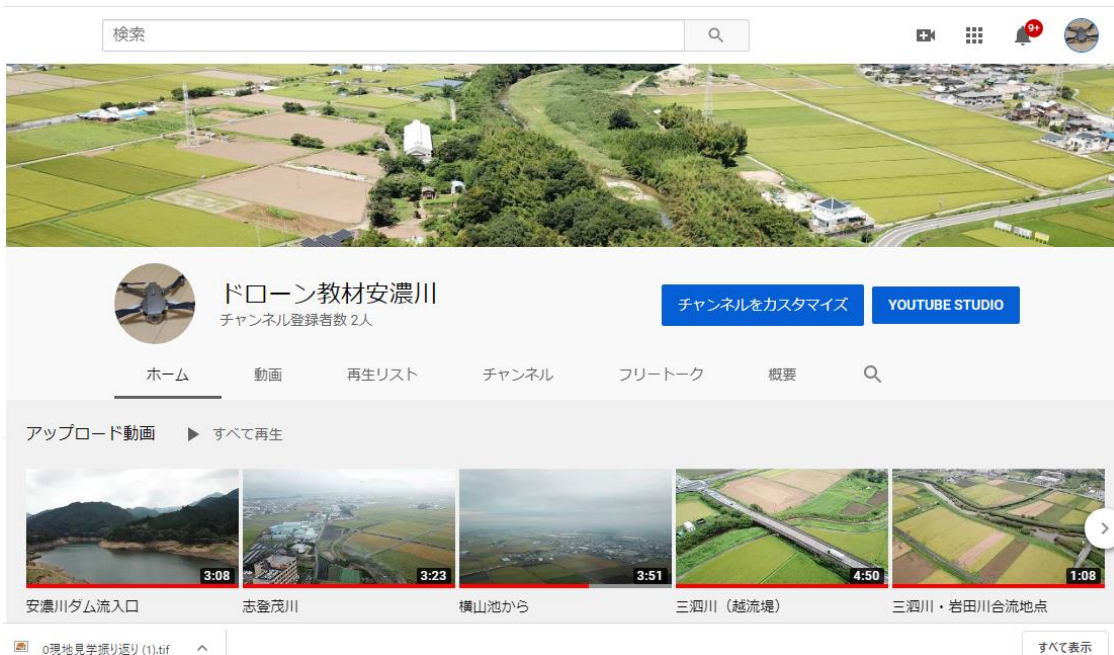 検索
9+
ドローン教材安濃川
チャンネル登録者数 2人
チャンネルをカスタマイズ
YOUTUBE STUDIO
ホーム 動画 再生リスト チャンネル フリートーク 概要
アップロード動画 ▶ すべて再生
3:08 3:23 3:51 4:50 1:08
安濃川ダム流入口 志登茂川 横山池から 三泗川(越流堤) 三泗川・岩田川合流地点
0現地見学振り返り (1).tif
すべて表示